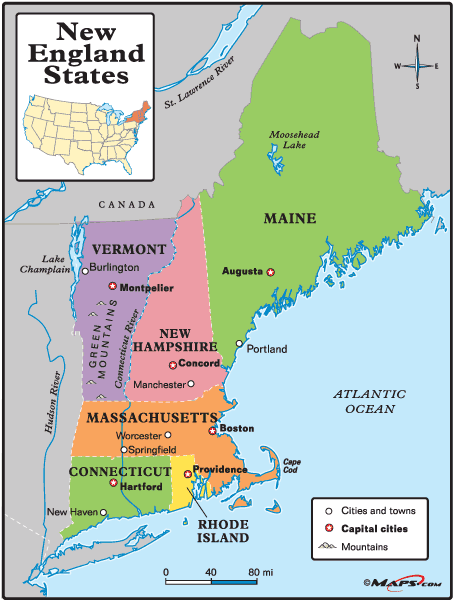 New
England
States
N
W
E
S
St. Lawrence River
Moosehead
Lake
CANADA
MAINE
VERMONT
Lake
Champlain
Burlington
Augusta
Montpelier
GREEN
MOUNTAINS
Connecticut River
NEW
HAMPSHIRE
Portland
Concord
Manchester
Hudson River
ATLANTIC
OCEAN
MASSACHUSETTS
Boston
Worcester
Springfield
CONNECTICUT
Providence
Cape
Cod
Hartford
New Haven
RHODE
ISLAND
Cities and towns
Capital cities
Mountains
0 40 80 mi
©MAPS.COM